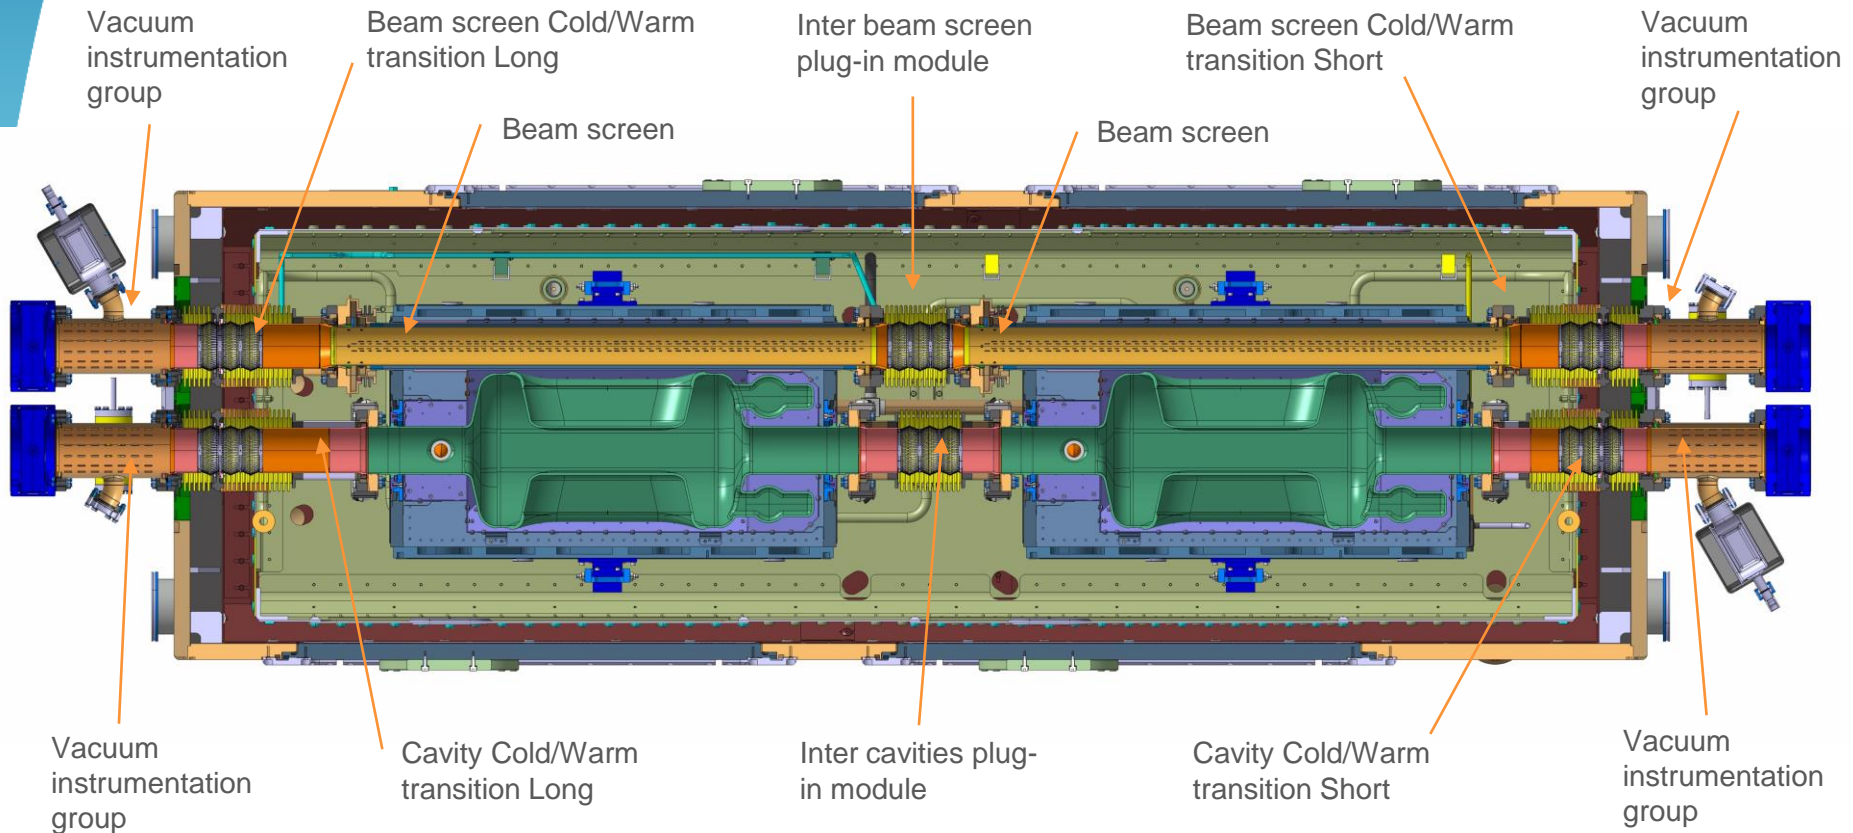 Vacuum
instrumentation
group
Beam screen Cold/Warm
transition Long
Inter beam screen
plug-in module
Beam screen Cold/Warm
transition Short
Vacuum
instrumentation
group
Beam screen
Beam screen
Vacuum
instrumentation
group
Cavity Cold/Warm
transition Long
Inter cavities plug-
in module
Cavity Cold/Warm
transition Short
Vacuum
instrumentation
group